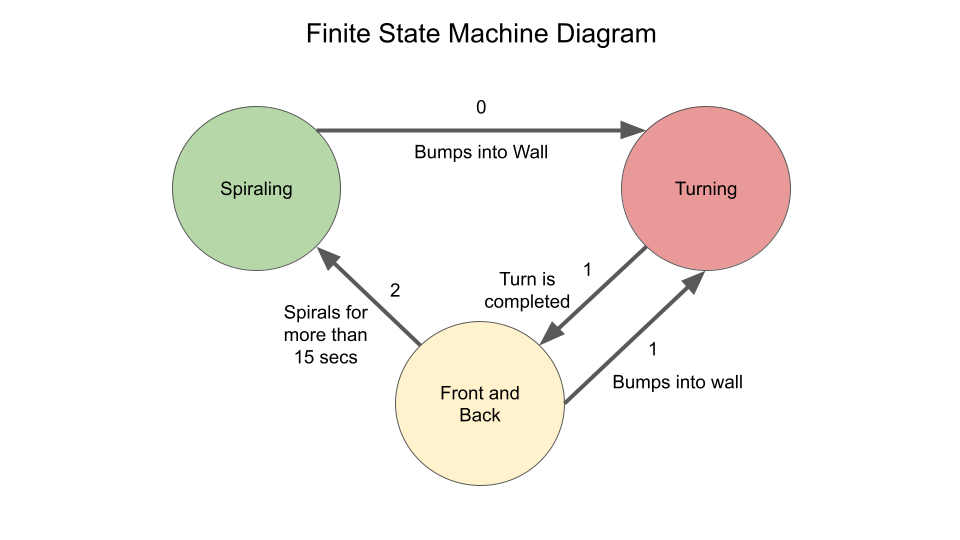 Finite State Machine Diagram
0
Bumps into Wall
Spiraling
Turning
Turn is
completed
1
2
Spirals for
more than
15 secs
1
Bumps into wall
Front and
Back